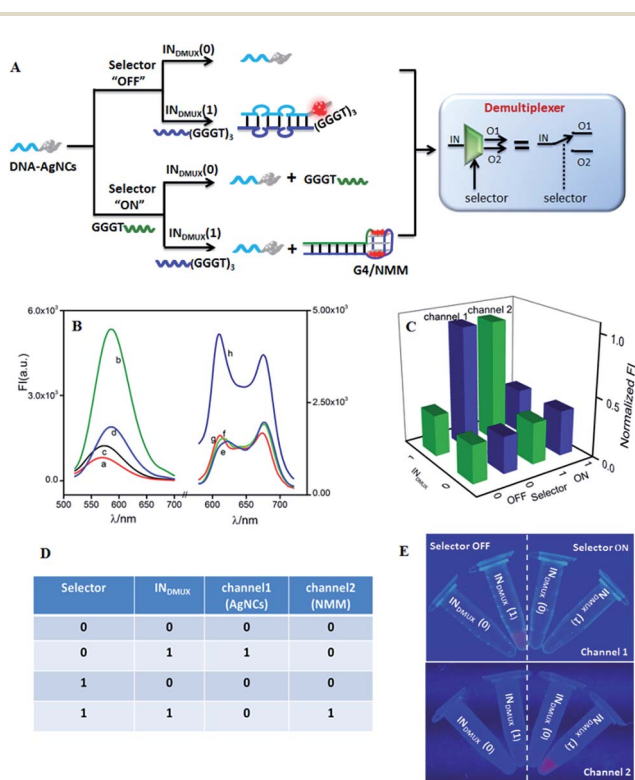 A
Selector
"OFF"
IN_DMUX(0)
IN_DMUX(1)
(GGGT)₃
(GGGT)₃
DNA-AgNCs
Selector
"ON"
GGGT
IN_DMUX(0)
+ GGGT
IN_DMUX(1)
(GGGT)₃
+
G4/NMM
Demultiplexer
IN
O1
O2
=
IN
O1
O2
selector
selector
B
6.0x10³
3.0x10³
0.0
FI(a.u.)
5.00x10³
2.50x10³
0.00
b
d
c
a
h
g
f
e
500 550 600 650 700
600 650 700
λ/nm
λ/nm
C
channel 1
channel 2
1.0
0.5
0.0
Normalized FI
1
IN_DMUX
0
0
OFF
0
Selector
1
ON
1
D
Selector IN_DMUX channel1 channel2
(AgNCs) (NMM)
0 0 0 0
0 1 1 0
1 0 0 0
1 1 0 1
E
Selector OFF
Selector ON
IN_DMUX (0)
IN_DMUX (1)
IN_DMUX (0)
IN_DMUX (1)
Channel 1
IN_DMUX (0)
IN_DMUX (1)
IN_DMUX (0)
IN_DMUX (1)
Channel 2